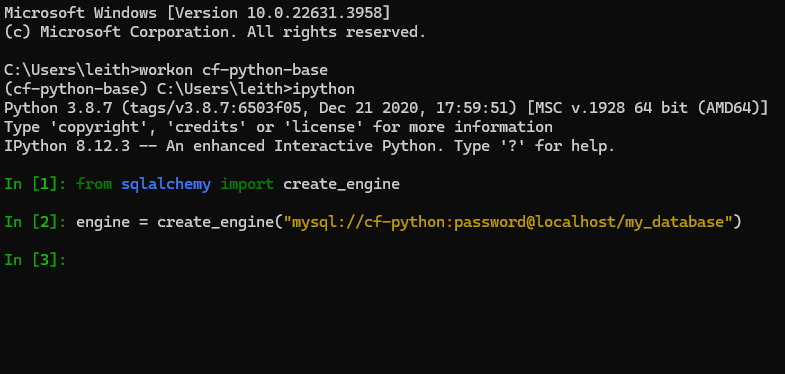 Microsoft Windows [Version 10.0.22631.3958]
(c) Microsoft Corporation. All rights reserved.
C:\Users\leith>workon cf-python-base
(cf-python-base) C:\Users\leith>ipython
Python 3.8.7 (tags/v3.8.7:6503f05, Dec 21 2020, 17:59:51) [MSC v.1928 64 bit (AMD64)]
Type 'copyright', 'credits' or 'license' for more information
IPython 8.12.3 -- An enhanced Interactive Python. Type '?' for help.
In [1]: from sqlalchemy import create_engine
In [2]: engine = create_engine("mysql://cf-python:password@localhost/my_database")
In [3]: